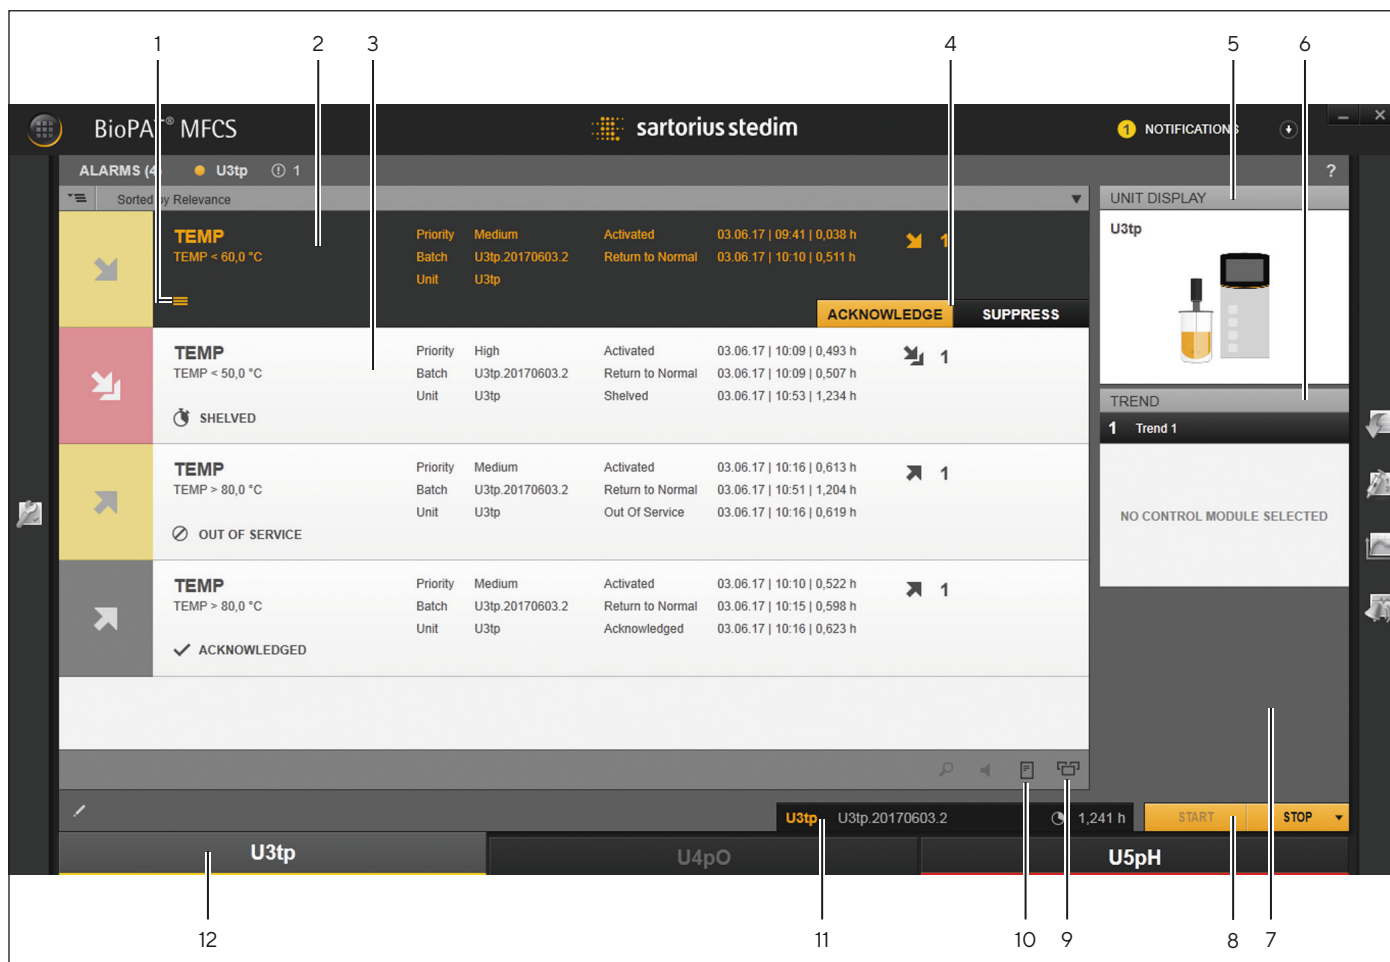 1 2 3 4 5 6
BioPAT® MFCS
sartorius stedim
1 NOTIFICATIONS
ALARMS (4) U3tp 1
?
Sorted by Relevance
TEMP
TEMP < 60,0 °C
Priority Medium Activated 03.06.17 | 09:41 | 0,038 h
Batch U3tp.20170603.2 Return to Normal 03.06.17 | 10:10 | 0,511 h
Unit U3tp
1
ACKNOWLEDGE SUPPRESS
TEMP
TEMP < 50,0 °C
Priority High Activated 03.06.17 | 10:09 | 0,493 h
Batch U3tp.20170603.2 Return to Normal 03.06.17 | 10:09 | 0,507 h
Unit U3tp Shelved 03.06.17 | 10:53 | 1,234 h
1
SHELVED
TEMP
TEMP > 80,0 °C
Priority Medium Activated 03.06.17 | 10:16 | 0,613 h
Batch U3tp.20170603.2 Return to Normal 03.06.17 | 10:51 | 1,204 h
Unit U3tp Out Of Service 03.06.17 | 10:16 | 0,619 h
1
OUT OF SERVICE
TEMP
TEMP > 80,0 °C
Priority Medium Activated 03.06.17 | 10:10 | 0,522 h
Batch U3tp.20170603.2 Return to Normal 03.06.17 | 10:15 | 0,598 h
Unit U3tp Acknowledged 03.06.17 | 10:16 | 0,623 h
1
ACKNOWLEDGED
UNIT DISPLAY
U3tp
TREND
1 Trend 1
NO CONTROL MODULE SELECTED
U3tp U3tp.20170603.2 1,241 h
START STOP
U3tp U4pO U5pH
12 11 10 9 8 7